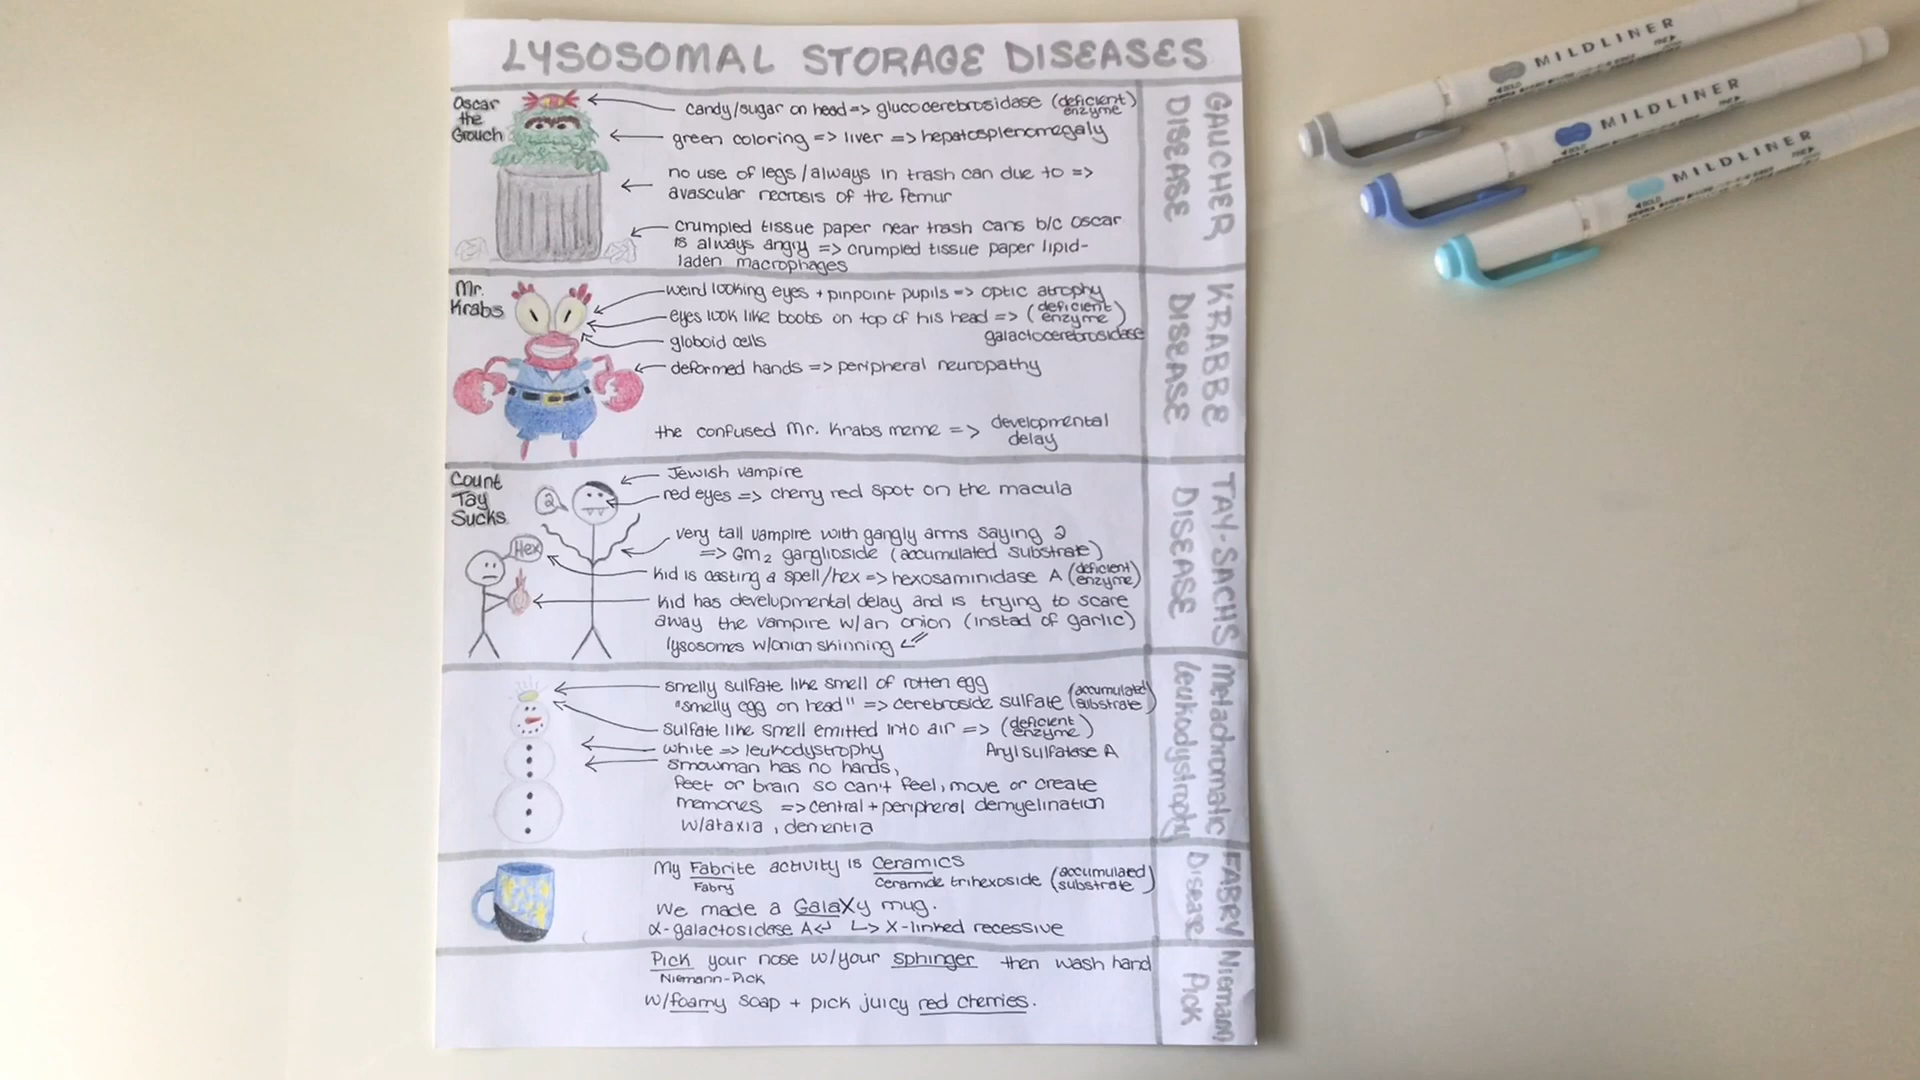 LYSOSOMAL STORAGE DISEASES
Oscar
the
Grouch
candy/sugar on head => glucocerebrosidase (deficient enzyme)
green coloring => liver => hepatosplenomegaly
no use of legs/always in trash can due to =>
avascular necrosis of the femur
crumpled tissue paper near trash cans b/c oscar
is always angry => crumpled tissue paper lipid-
laden macrophages
GAUCHER
DISEASE
Mr.
Krabs
weird looking eyes + pinpoint pupils => optic atrophy
eyes look like boobs on top of his head => (deficient enzyme)
galactocerebrosidase
globoid cells
deformed hands => peripheral neuropathy
the confused Mr. Krabs meme => developmental
delay
KRABBE
DISEASE
Count
Tay
Sucks
2
Hex
Jewish vampire
red eyes => cherry red spot on the macula
very tall vampire with gangly arms saying 2
=> Gm2 ganglioside (accumulated substrate)
kid is casting a spell/hex => hexosaminidase A (deficient enzyme)
kid has developmental delay and is trying to scare
away the vampire w/an onion (instad of garlic)
lysosomes w/onion skinning
TAY-SACHS
DISEASE
smelly sulfate like smell of rotten egg
"smelly egg on head" => cerebroside sulfate (accumulated substrate)
sulfate like smell emitted into air => (deficient enzyme)
Arylsulfatase A
white => leukodystrophy
snowman has no hands,
feet or brain so can't feel, move or create
memories => central + peripheral demyelination
w/ataxia, dementia
Metachromatic
leukodystrophy
My Fabrite activity is Ceramics
Fabry
Ceramide trihexoside (accumulaed substrate)
We made a GalaXy mug.
α-galactosidase A X-linked recessive
FABRY
Disease
Pick your nose w/your sphinger then wash hand
Niemann-Pick
w/foamy soap + pick juicy red cherries.
Niemann
Pick
MILDLINER
MILDLINER
MILDLINER